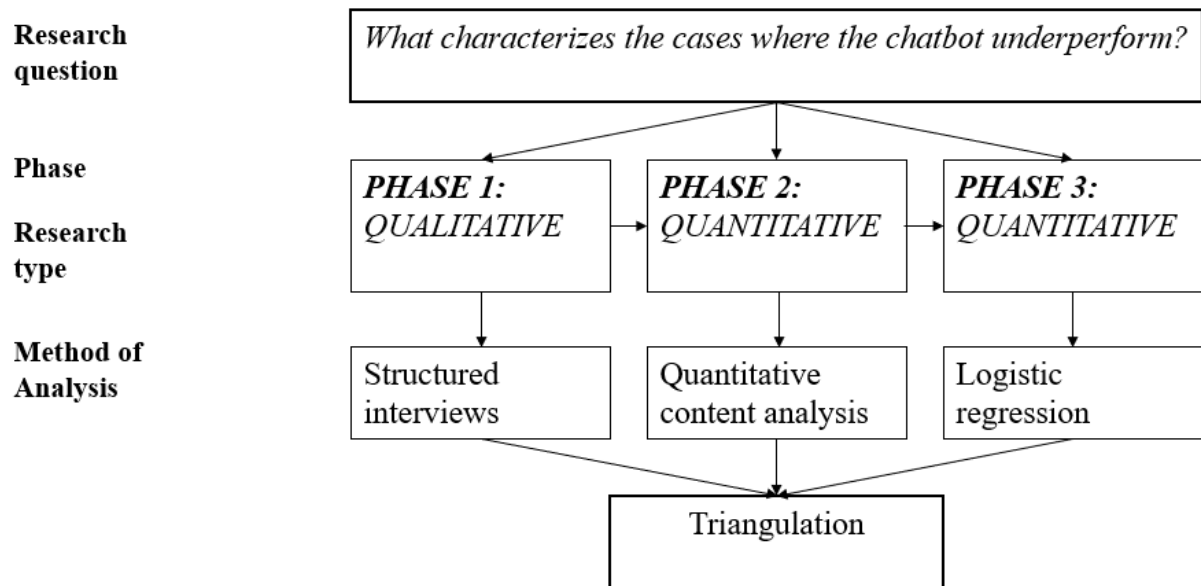 Research
question
What characterizes the cases where the chatbot underperform?
Phase
Research
type
PHASE 1:
QUALITATIVE
PHASE 2:
QUANTITATIVE
PHASE 3:
QUANTITATIVE
Method of
Analysis
Structured
interviews
Quantitative
content analysis
Logistic
regression
Triangulation